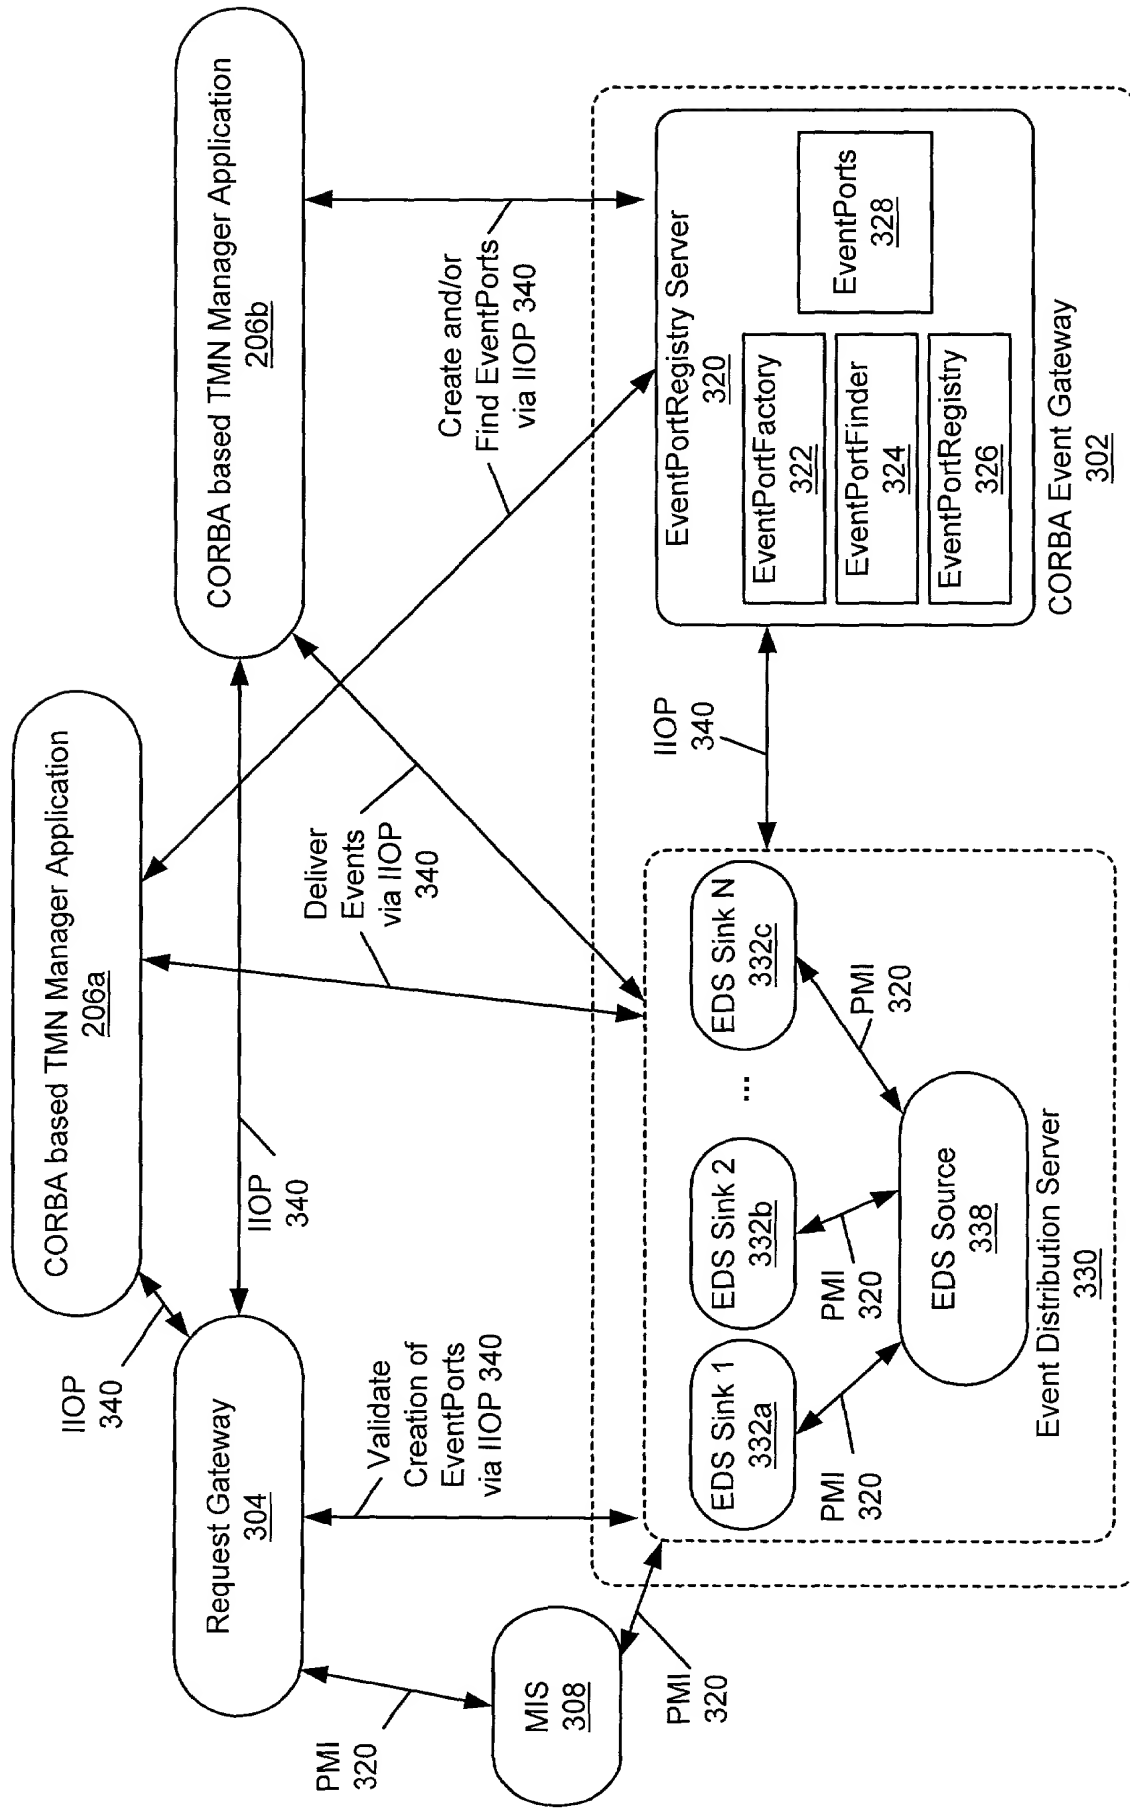 CORBA based TMN Manager Application
206a
CORBA based TMN Manager Application
206b
IIOP
340
Request Gateway
304
IIOP
340
Deliver
Events
via IIOP
340
Create and/or
Find EventPorts
via IIOP 340
Validate
Creation of
EventPorts
via IIOP 340
PMI
320
MIS
308
PMI
320
IIOP
340
EDS Sink 1
332a
EDS Sink 2
332b
...
EDS Sink N
332c
PMI
320
PMI
320
PMI
320
EDS Source
338
Event Distribution Server
330
EventPortRegistry Server
320
EventPortFactory
322
EventPortFinder
324
EventPortRegistry
326
EventPorts
328
CORBA Event Gateway
302